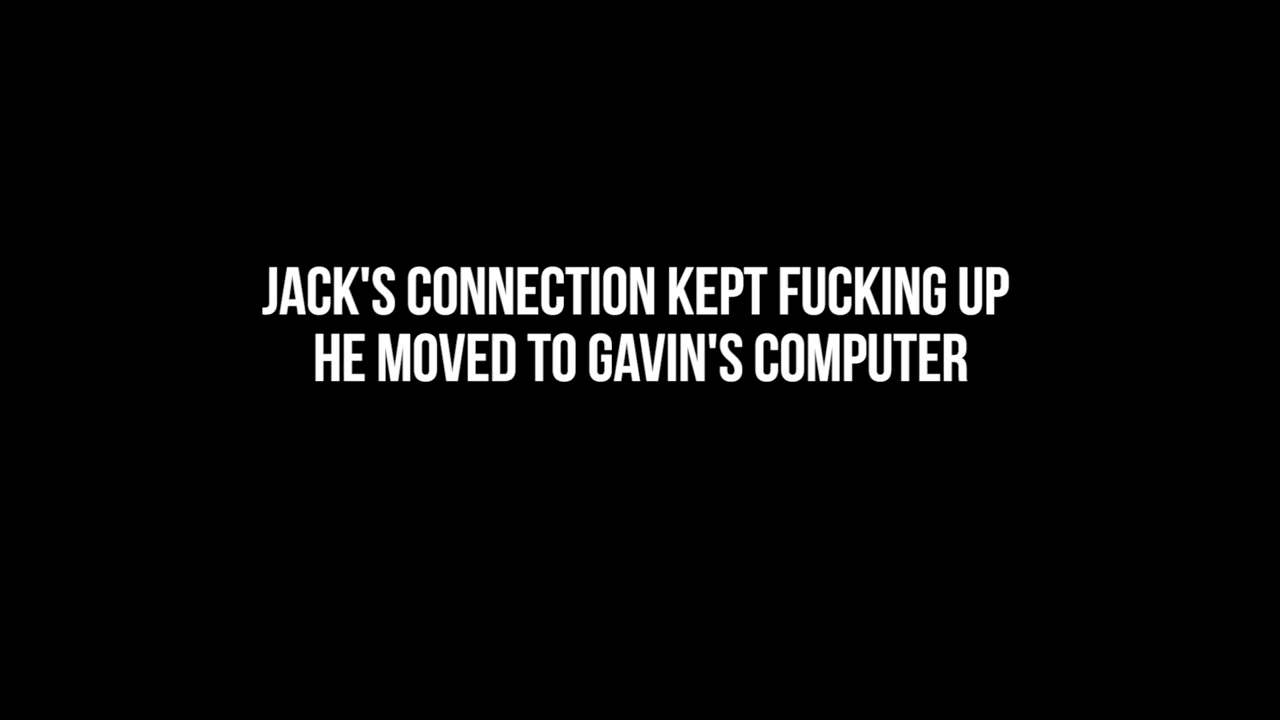 JACK'S CONNECTION KEPT FUCKING UP
HE MOVED TO GAVIN'S COMPUTER